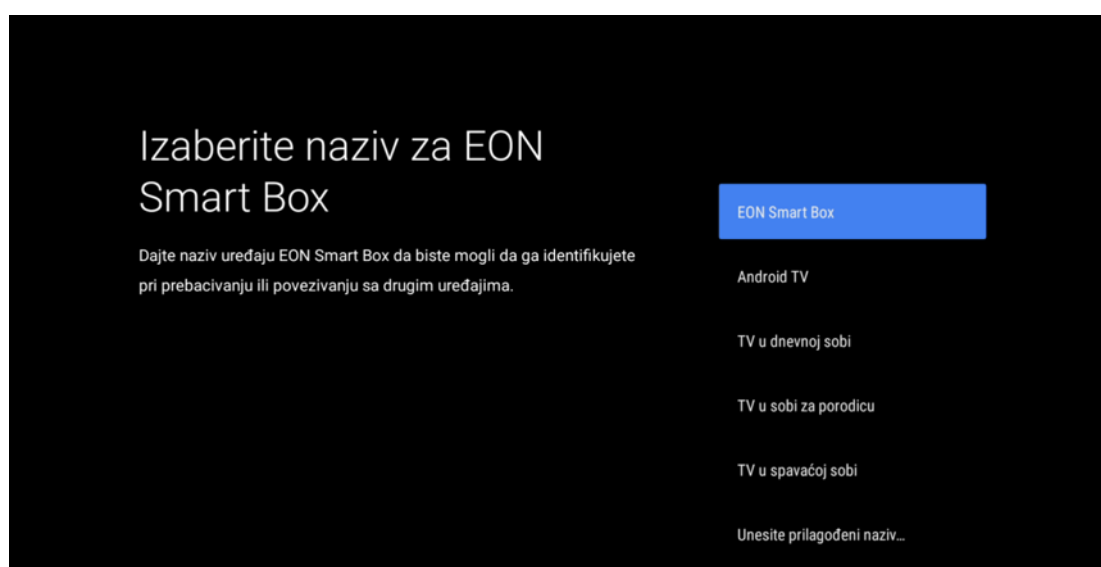 Izaberite naziv za EON
Smart Box
Dajte naziv uređaju EON Smart Box da biste mogli da ga identifikujete
pri prebacivanju ili povezivanju sa drugim uređajima.
EON Smart Box
Android TV
TV u dnevnoj sobi
TV u sobi za porodicu
TV u spavaćoj sobi
Unesite prilagođeni naziv…